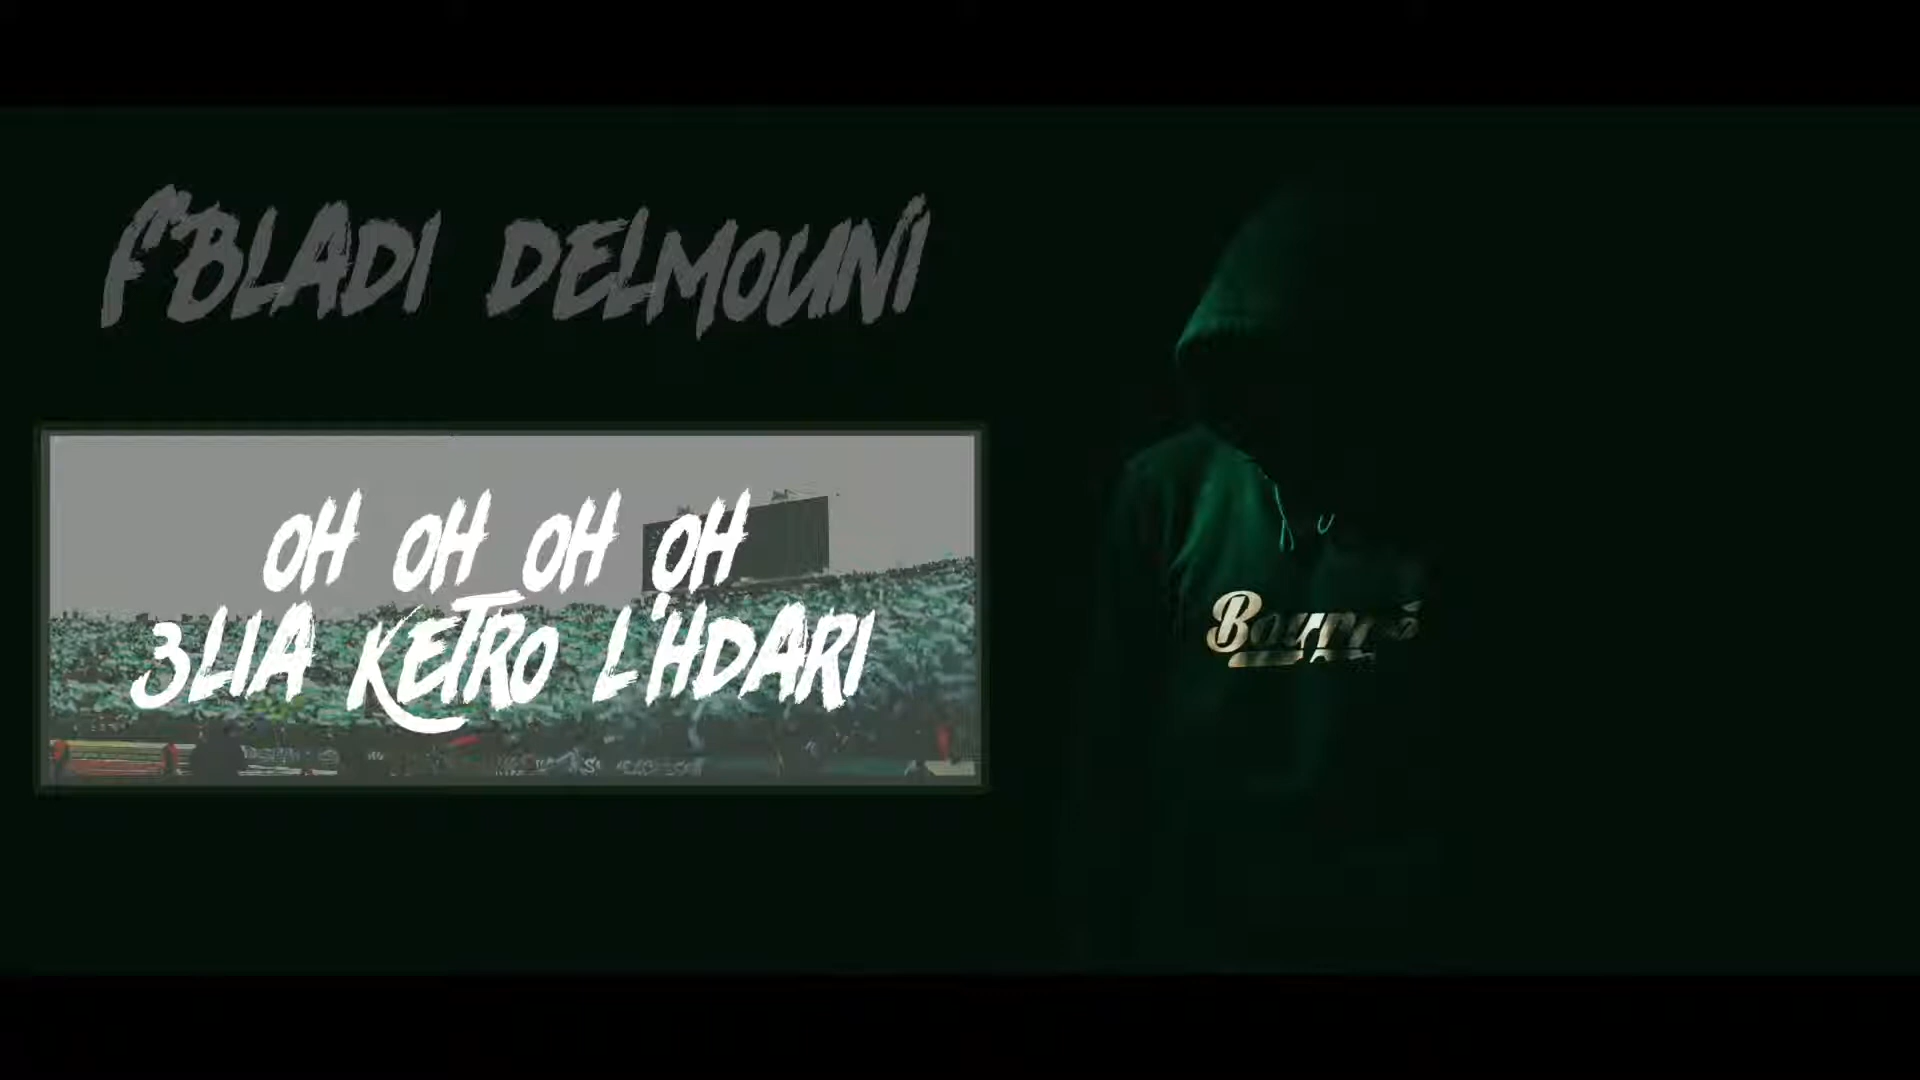 F'BLADI DELMOUNI
OH OH OH OH
3LIA KETRO L'HDARI